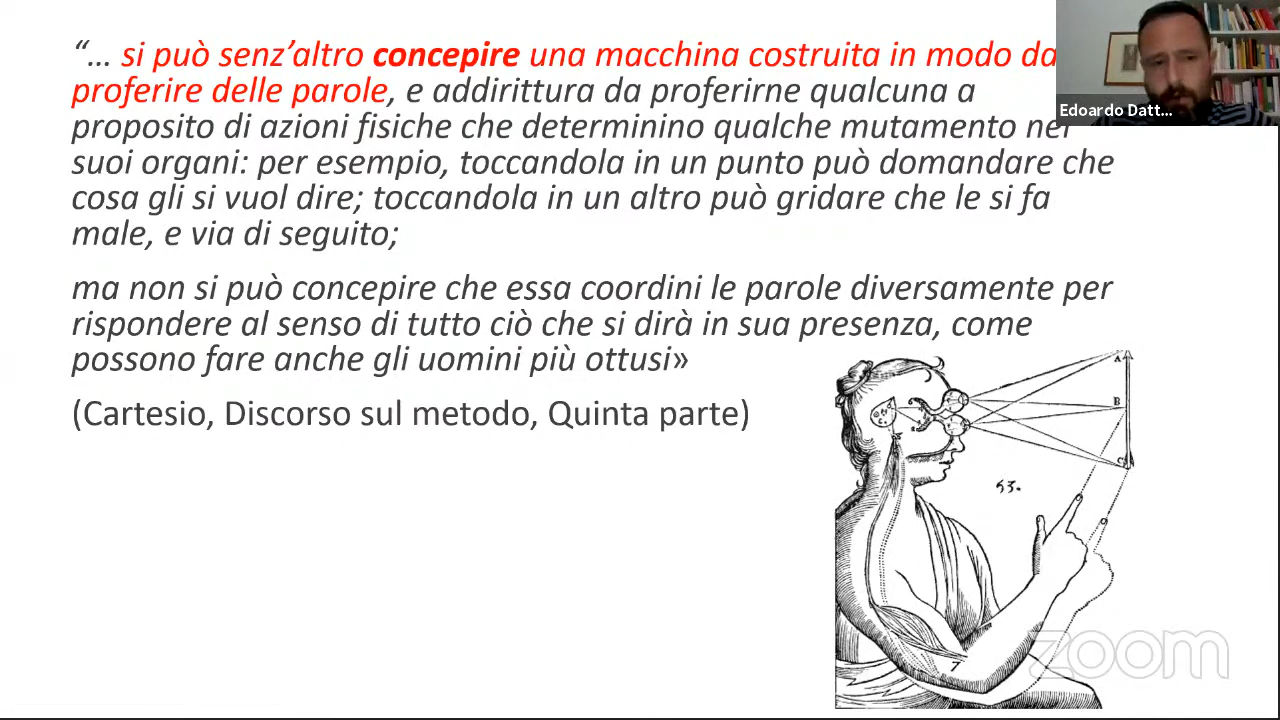 “… si può senz’altro concepire una macchina costruita in modo da
proferire delle parole, e addirittura da proferirne qualcuna a
proposito di azioni fisiche che determinino qualche mutamento nei
suoi organi: per esempio, toccandola in un punto può domandare che
cosa gli si vuol dire; toccandola in un altro può gridare che le si fa
male, e via di seguito;
ma non si può concepire che essa coordini le parole diversamente per
rispondere al senso di tutto ciò che si dirà in sua presenza, come
possono fare anche gli uomini più ottusi»
(Cartesio, Discorso sul metodo, Quinta parte)
Edoardo Datt...
A
B
C
53.
7
zoom